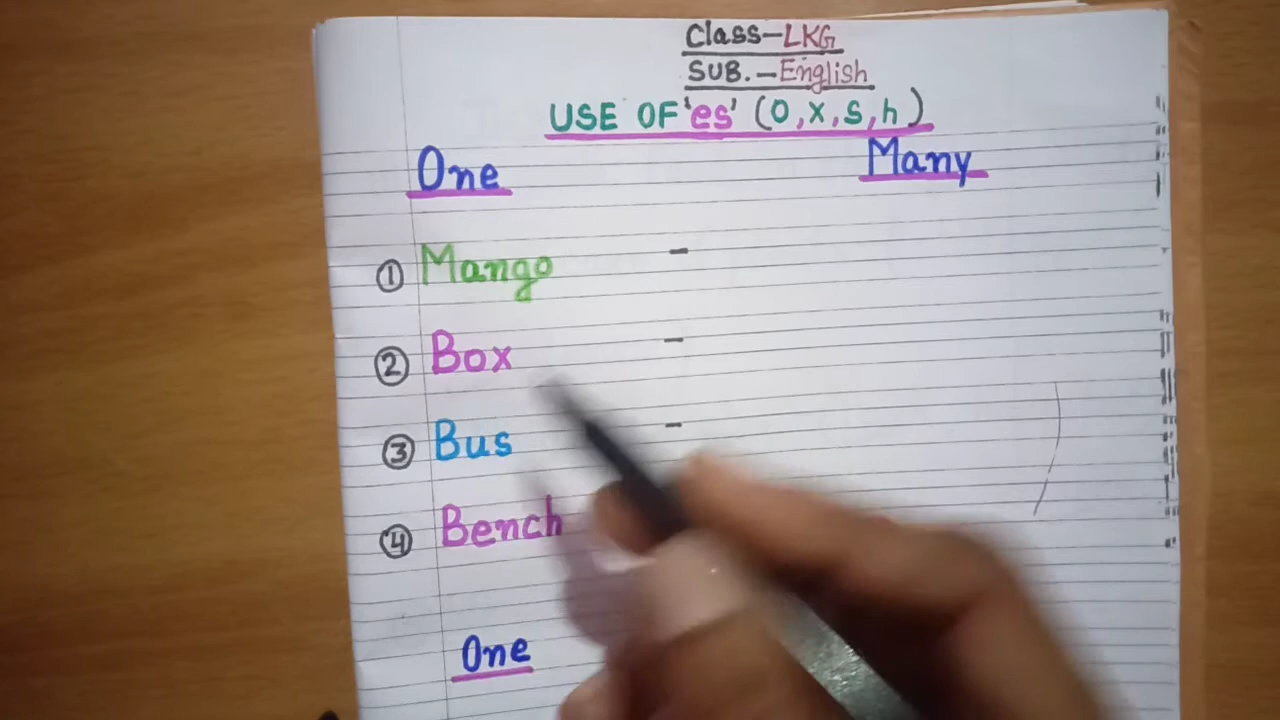 Class-LKG
SUB.-English
USE OF 'es' (o,x,s,h)
One Many
① Mango -
② Box -
③ Bus -
④ Bench
One